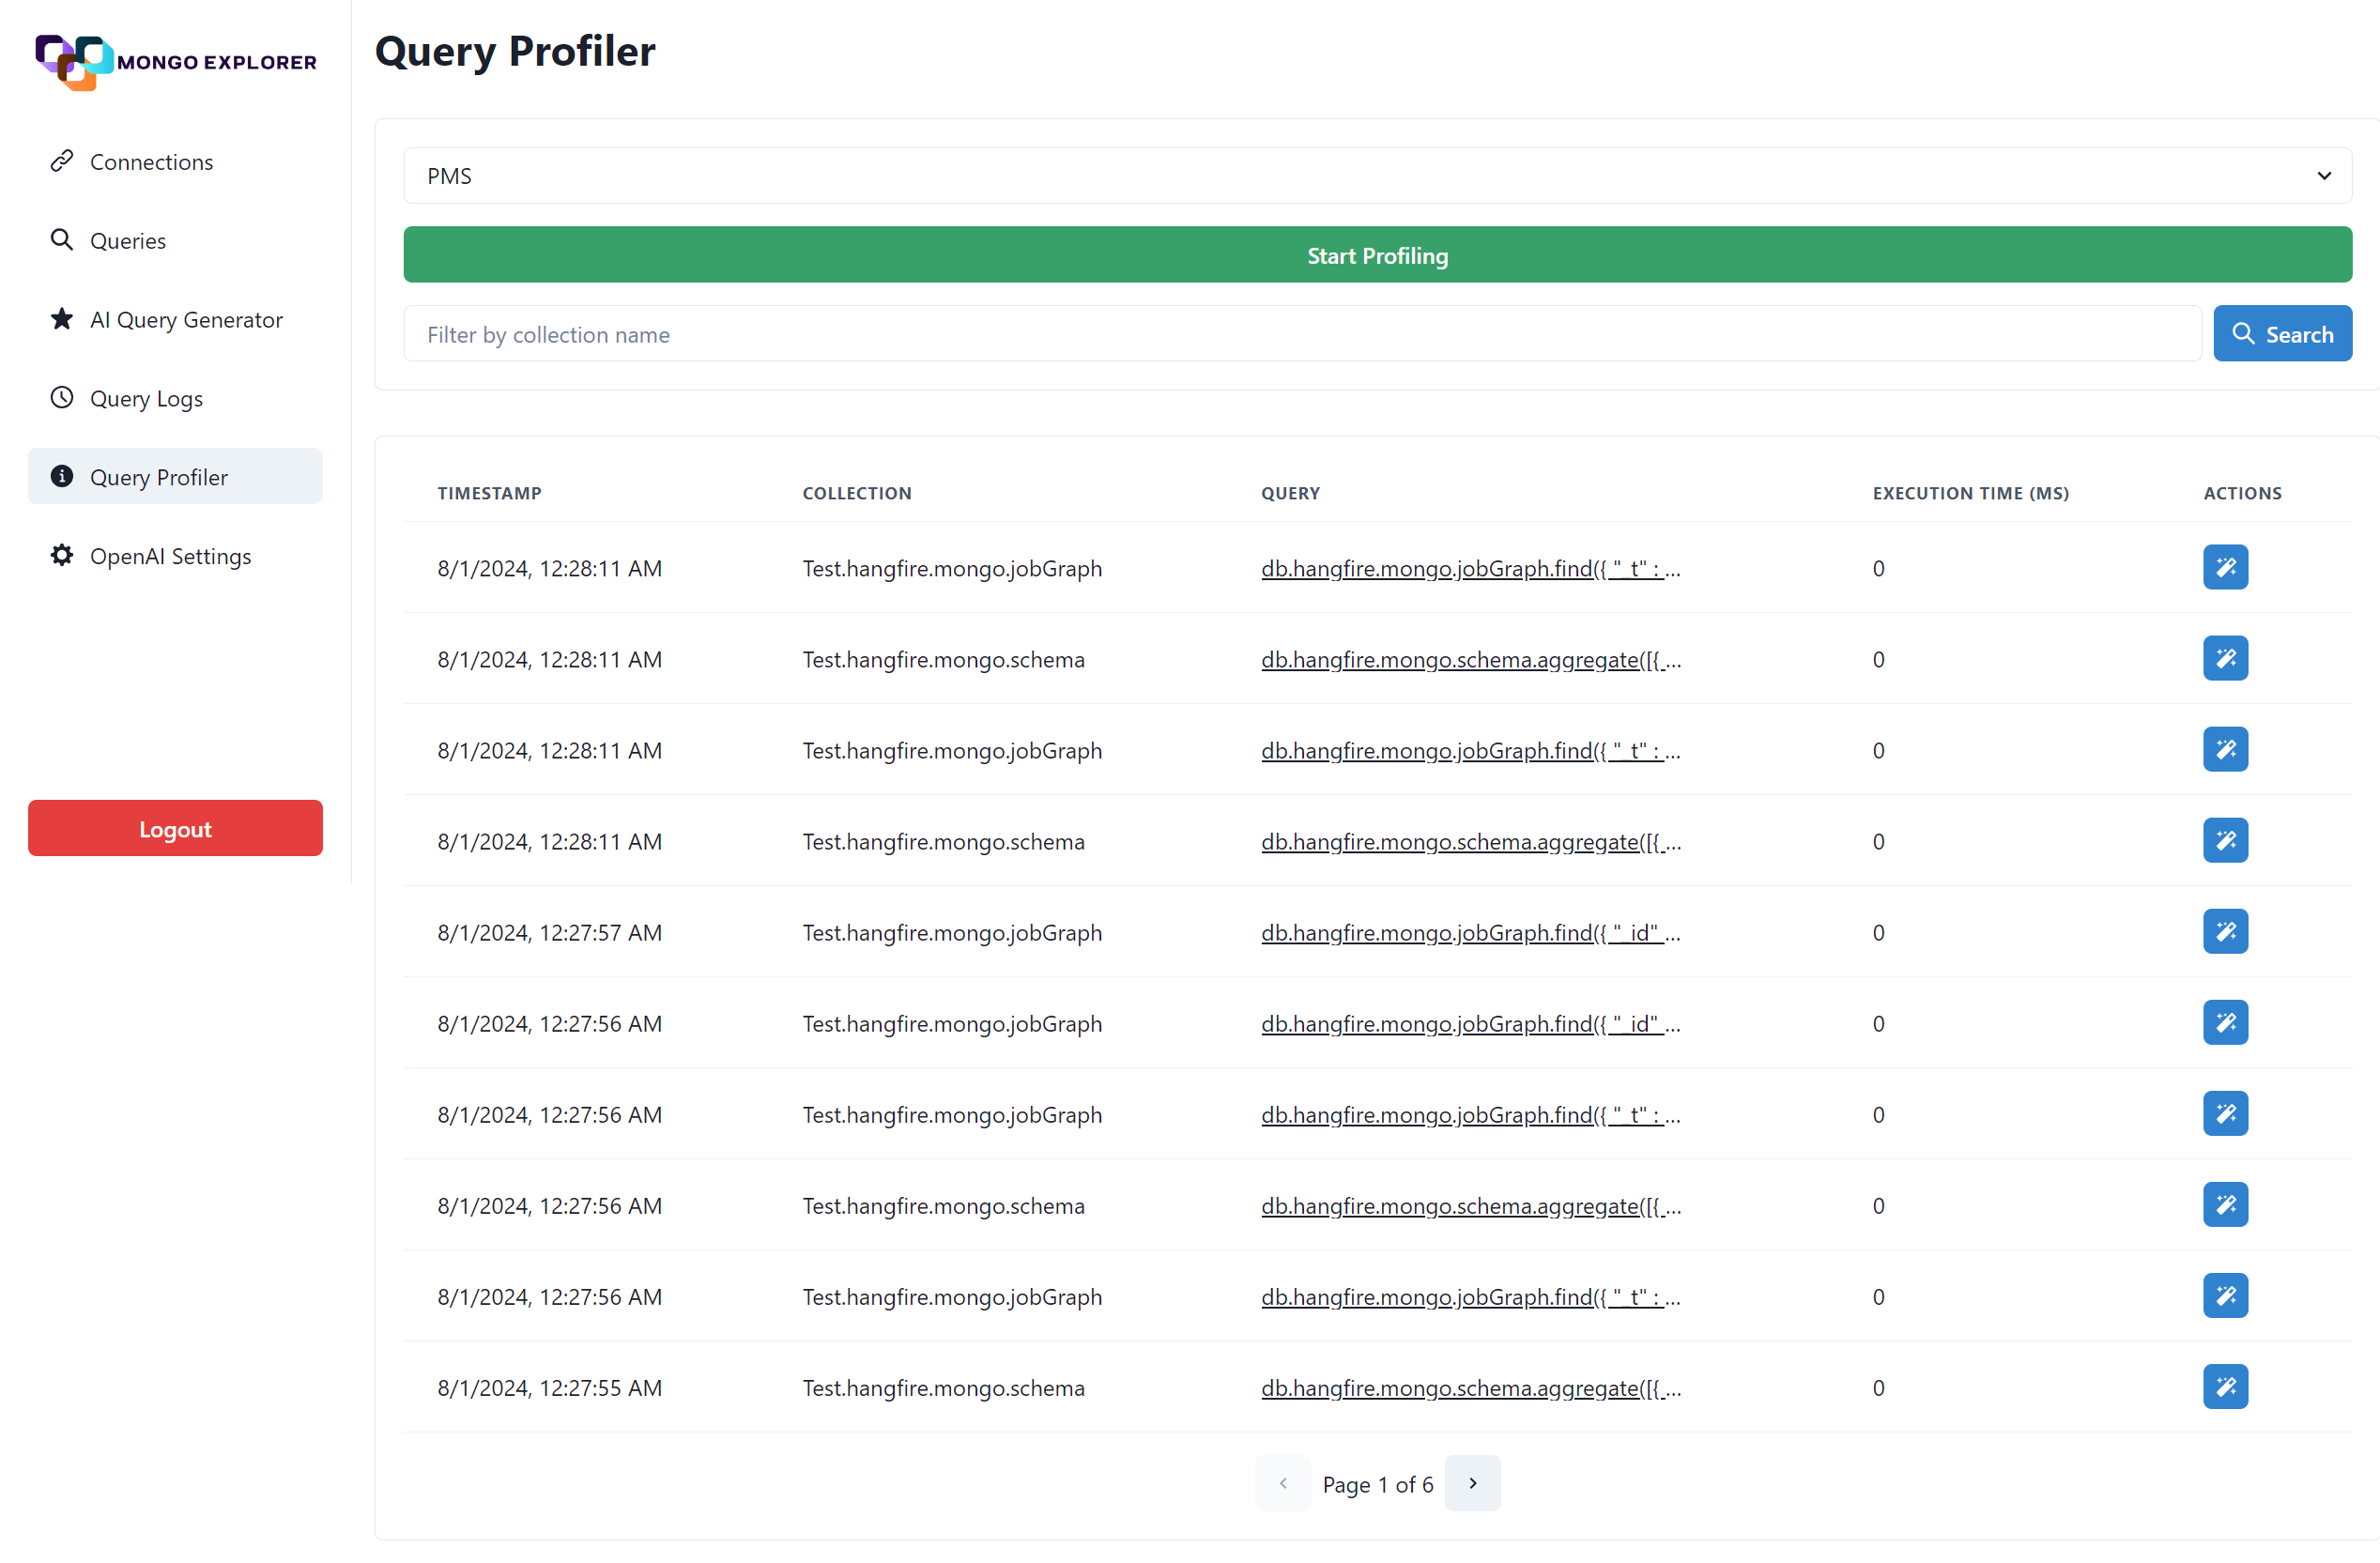 MONGO EXPLORER
Connections
Queries
AI Query Generator
Query Logs
Query Profiler
OpenAI Settings
Logout
Query Profiler
PMS
Start Profiling
Filter by collection name
Search
TIMESTAMP COLLECTION QUERY EXECUTION TIME (MS) ACTIONS
8/1/2024, 12:28:11 AM Test.hangfire.mongo.jobGraph db.hangfire.mongo.jobGraph.find({ "_t" : ... 0
8/1/2024, 12:28:11 AM Test.hangfire.mongo.schema db.hangfire.mongo.schema.aggregate([{ ... 0
8/1/2024, 12:28:11 AM Test.hangfire.mongo.jobGraph db.hangfire.mongo.jobGraph.find({ "_t" : ... 0
8/1/2024, 12:28:11 AM Test.hangfire.mongo.schema db.hangfire.mongo.schema.aggregate([{ ... 0
8/1/2024, 12:27:57 AM Test.hangfire.mongo.jobGraph db.hangfire.mongo.jobGraph.find({ "_id" ... 0
8/1/2024, 12:27:56 AM Test.hangfire.mongo.jobGraph db.hangfire.mongo.jobGraph.find({ "_id" ... 0
8/1/2024, 12:27:56 AM Test.hangfire.mongo.jobGraph db.hangfire.mongo.jobGraph.find({ "_t" : ... 0
8/1/2024, 12:27:56 AM Test.hangfire.mongo.schema db.hangfire.mongo.schema.aggregate([{ ... 0
8/1/2024, 12:27:56 AM Test.hangfire.mongo.jobGraph db.hangfire.mongo.jobGraph.find({ "_t" : ... 0
8/1/2024, 12:27:55 AM Test.hangfire.mongo.schema db.hangfire.mongo.schema.aggregate([{ ... 0
Page 1 of 6